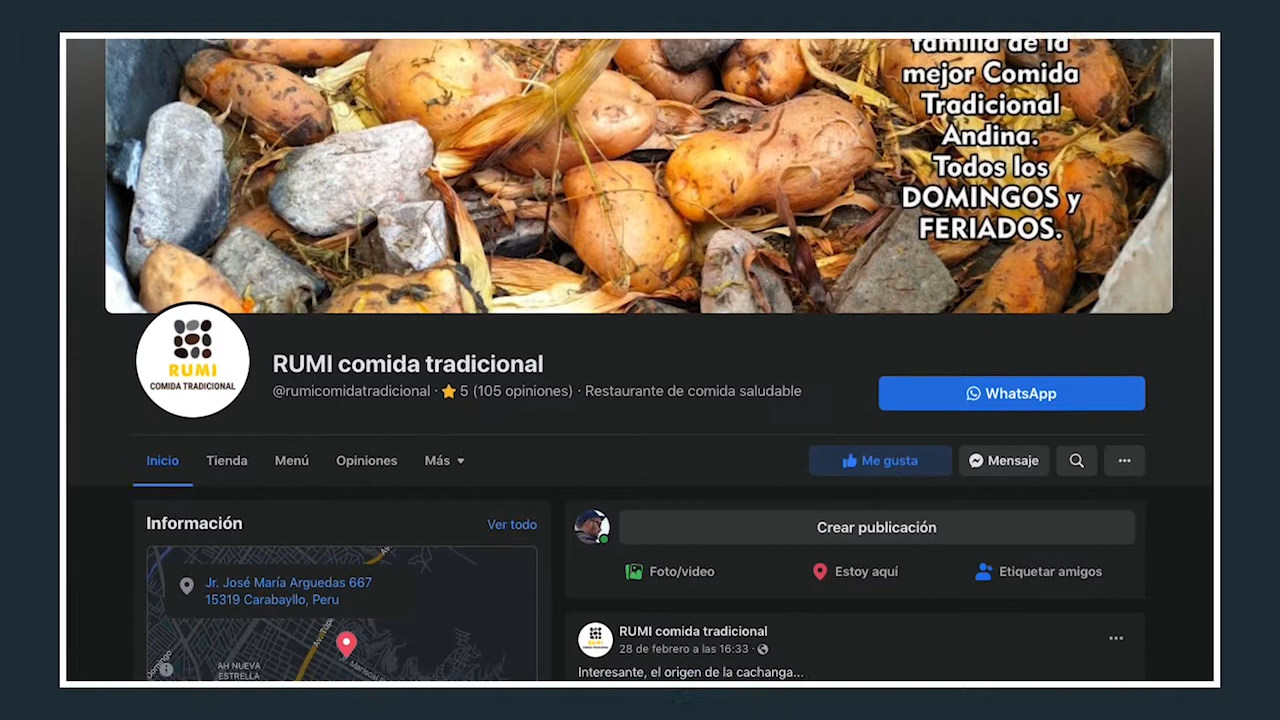 familia de la
mejor Comida
Tradicional
Andina.
Todos los
DOMINGOS y
FERIADOS.
RUMI
COMIDA TRADICIONAL
RUMI comida tradicional
@rumicomidatradicional · 5 (105 opiniones) · Restaurante de comida saludable
WhatsApp
Inicio
Tienda
Menú
Opiniones
Más
Me gusta
Mensaje
Información
Ver todo
Jr. José María Arguedas 667
15319 Carabayllo, Peru
AH NUEVA
ESTRELLA
Crear publicación
Foto/video
Estoy aquí
Etiquetar amigos
RUMI comida tradicional
28 de febrero a las 16:33 ·
Interesante, el origen de la cachanga...